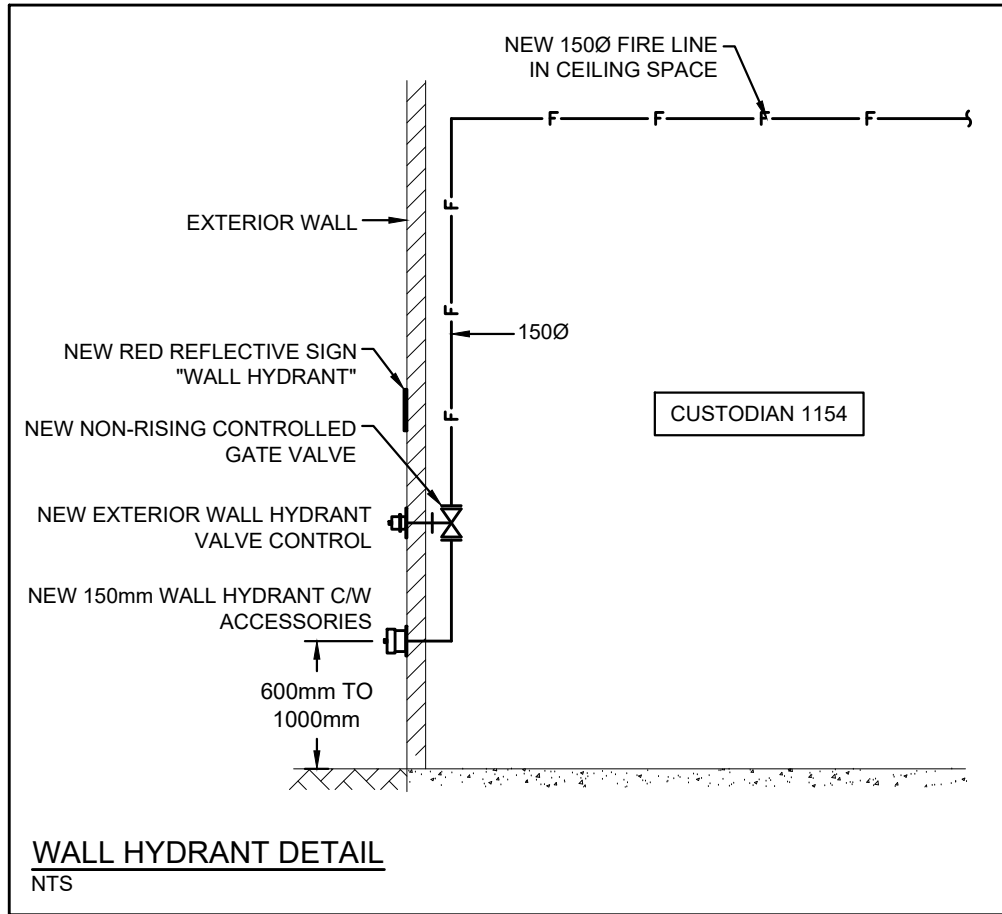 NEW 150Ø FIRE LINE
IN CEILING SPACE
F F F F
F
EXTERIOR WALL
F
150Ø
NEW RED REFLECTIVE SIGN
"WALL HYDRANT"
F
CUSTODIAN 1154
NEW NON-RISING CONTROLLED
GATE VALVE
NEW EXTERIOR WALL HYDRANT
VALVE CONTROL
NEW 150mm WALL HYDRANT C/W
ACCESSORIES
600mm TO
1000mm
WALL HYDRANT DETAIL
NTS